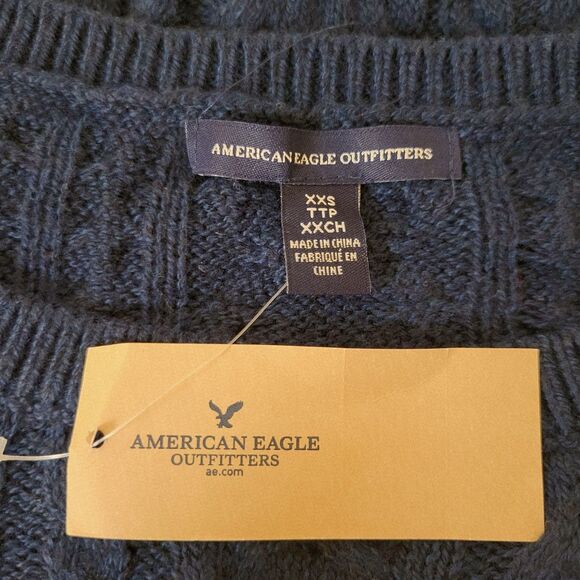 AMERICAN EAGLE OUTFITTERS
XXS
TTP
XXCH
MADE IN CHINA
FABRIQUÉ EN
CHINE
AMERICAN EAGLE
OUTFITTERS
ae.com